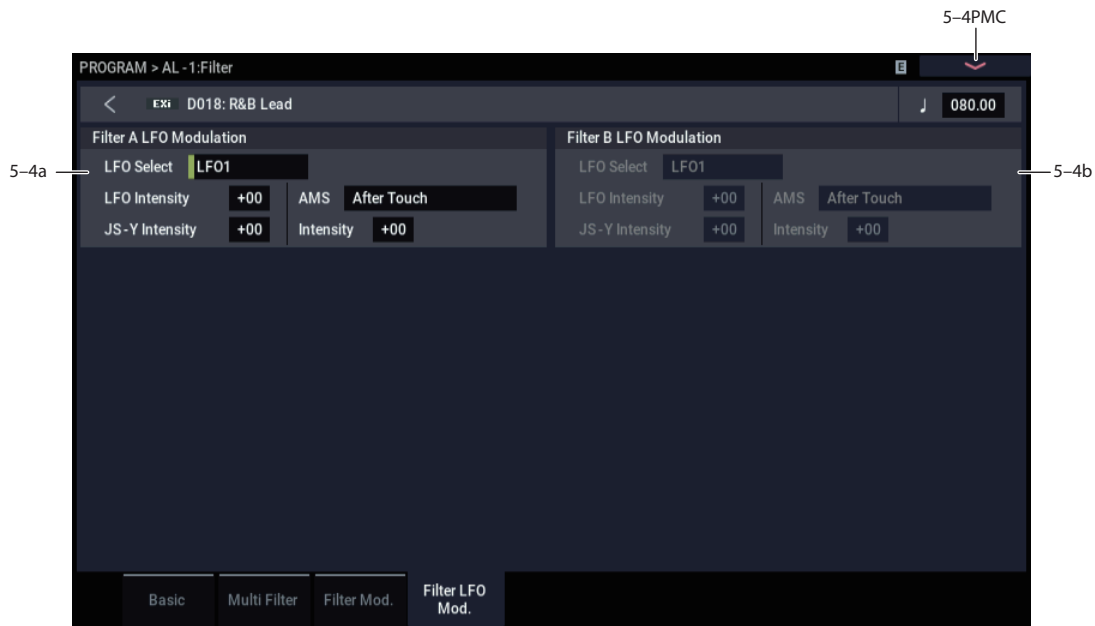 5–4PMC
PROGRAM > AL-1:Filter E
EXi D018: R&B Lead ♩ 080.00
Filter A LFO Modulation
LFO Select LFO1
LFO Intensity +00 AMS After Touch
JS-Y Intensity +00 Intensity +00
5–4a
Filter B LFO Modulation
LFO Select LFO1
LFO Intensity +00 AMS After Touch
JS-Y Intensity +00 Intensity +00
5–4b
Basic
Multi Filter
Filter Mod.
Filter LFO
Mod.